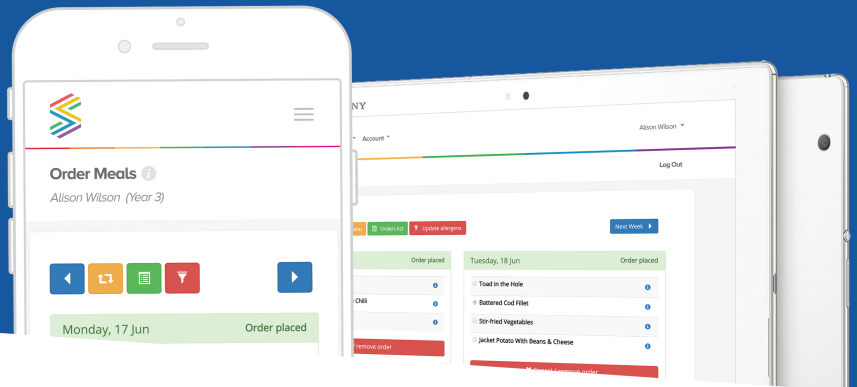 Order Meals
Alison Wilson (Year 3)
Monday, 17 Jun
Order placed
NY
Account
Alison Wilson
Log Out
Orders list
Update allergens
Next Week
Order placed
Chilli
remove order
Tuesday, 18 Jun
Order placed
Toad in the Hole
Battered Cod Fillet
Stir-fried Vegetables
Jacket Potato With Beans & Cheese